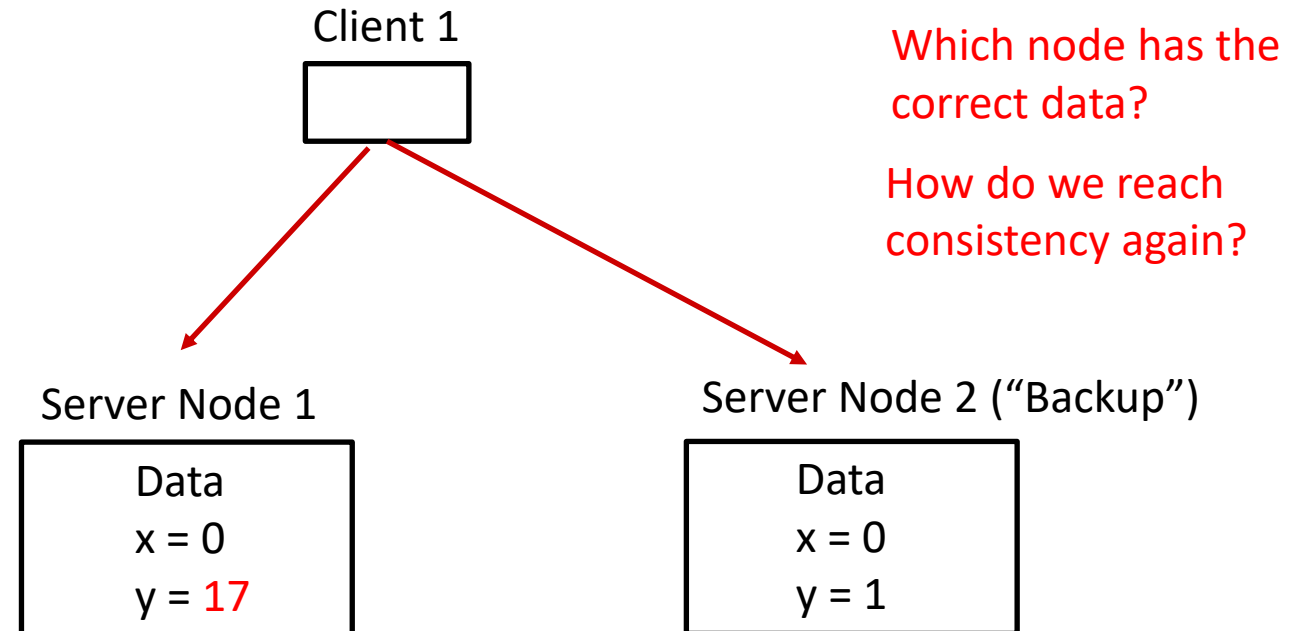 Client 1
Which node has the
correct data?
How do we reach
consistency again?
Server Node 1
Data
x = 0
y = 17
Server Node 2 (“Backup”)
Data
x = 0
y = 1